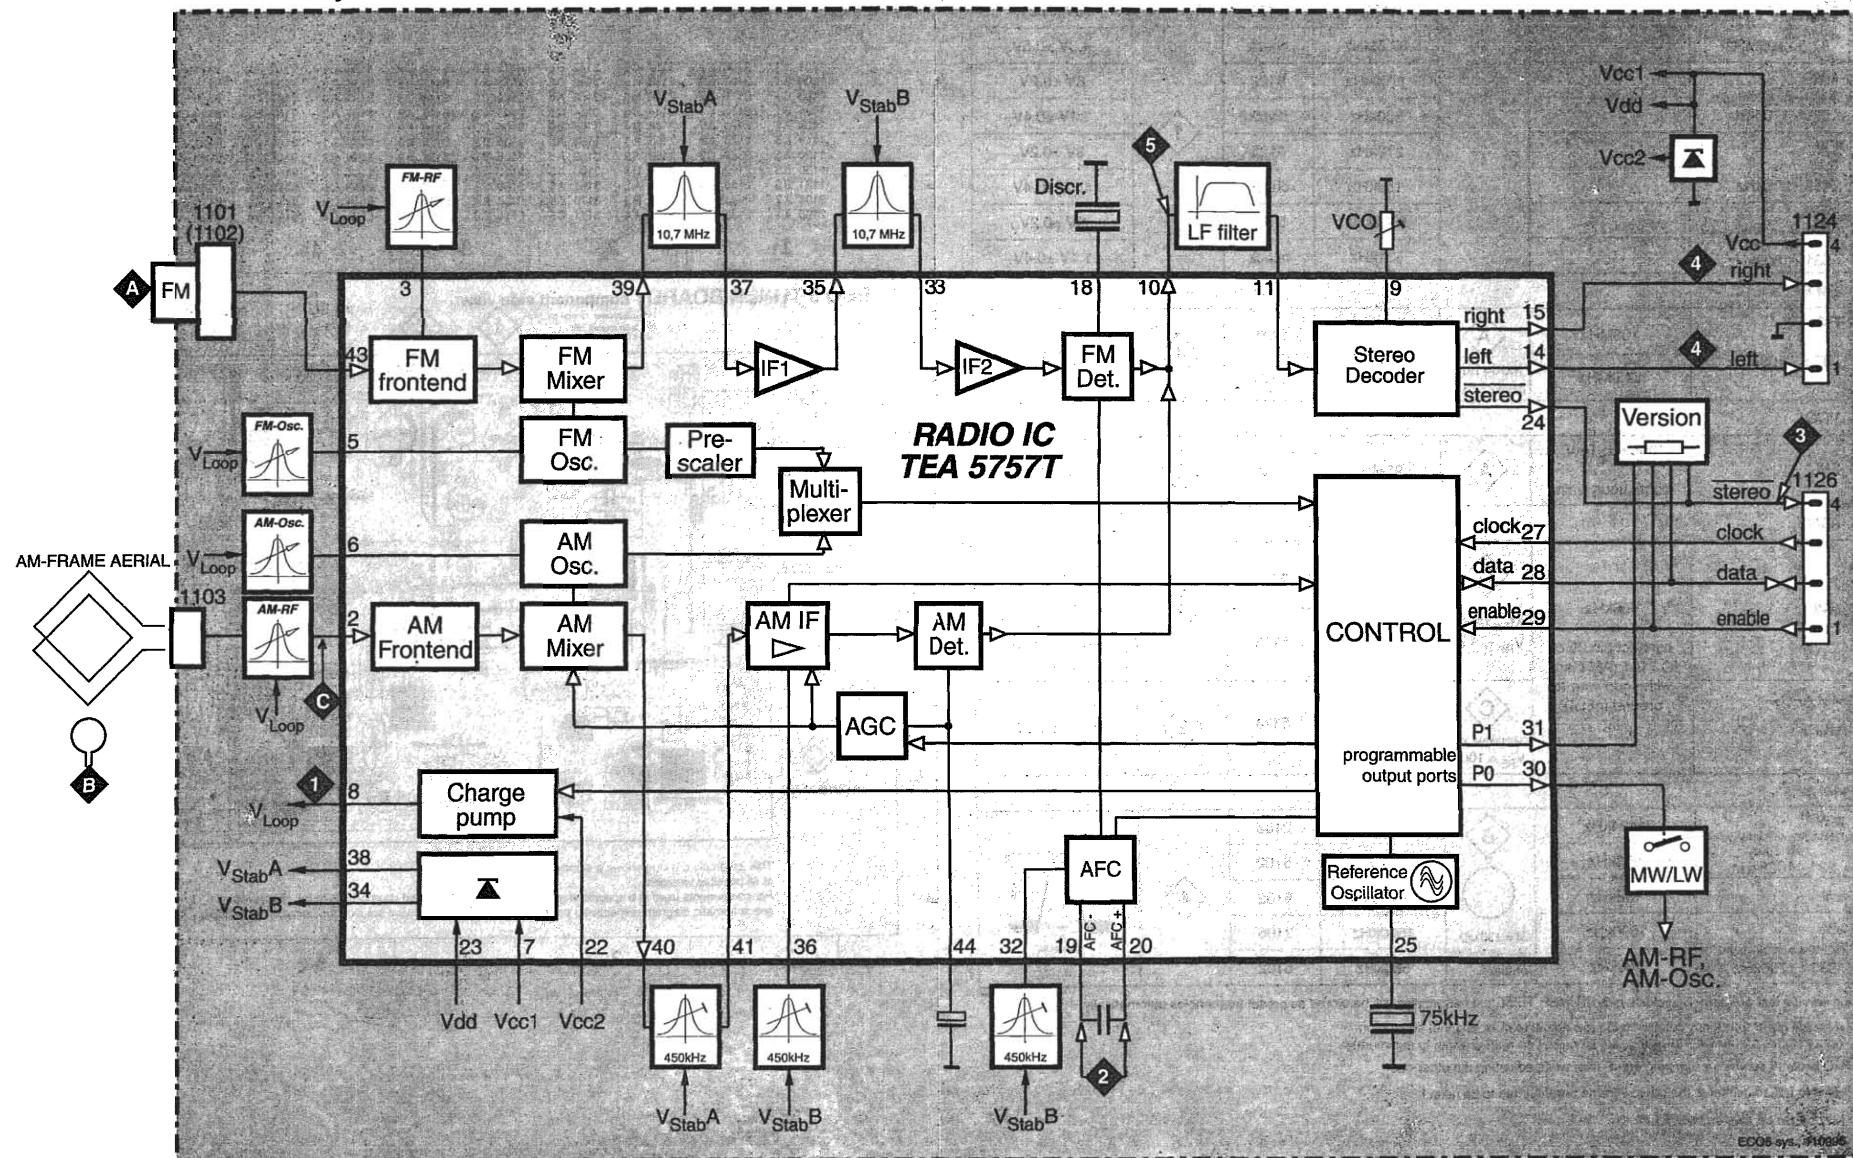 VStabA
VStabB
Vcc1
Vdd
Vcc2
5
FM-RF
VLoop
10,7 MHz
10,7 MHz
Discr.
LF filter
VCO
1101
(1102)
1124
Vcc
4
4
right
A
FM
3
39
37
35
33
18
10
11
9
43
FM
frontend
FM
Mixer
IF1
IF2
FM
Det.
Stereo
Decoder
right
15
left
14
stereo
24
4
left
1
FM-Osc.
VLoop
5
FM
Osc.
Pre-
scaler
RADIO IC
TEA 5757T
Multi-
plexer
Version
3
1126
stereo
4
AM-Osc.
VLoop
6
AM
Osc.
clock
27
clock
data
28
data
enable
29
enable
1
AM-FRAME AERIAL
1103
AM-RF
2
AM
Frontend
AM
Mixer
AM IF
AM
Det.
CONTROL
C
VLoop
AGC
B
1
8
VLoop
Charge
pump
P1
31
programmable
output ports
P0
30
38
VStabA
34
VStabB
AFC
Reference
Oscillator
MW/LW
AM-RF,
AM-Osc.
23
7
22
40
41
36
44
32
19
AFC-
AFC+
20
25
Vdd
Vcc1
Vcc2
450kHz
450kHz
450kHz
2
75kHz
VStabA
VStabB
VStabB